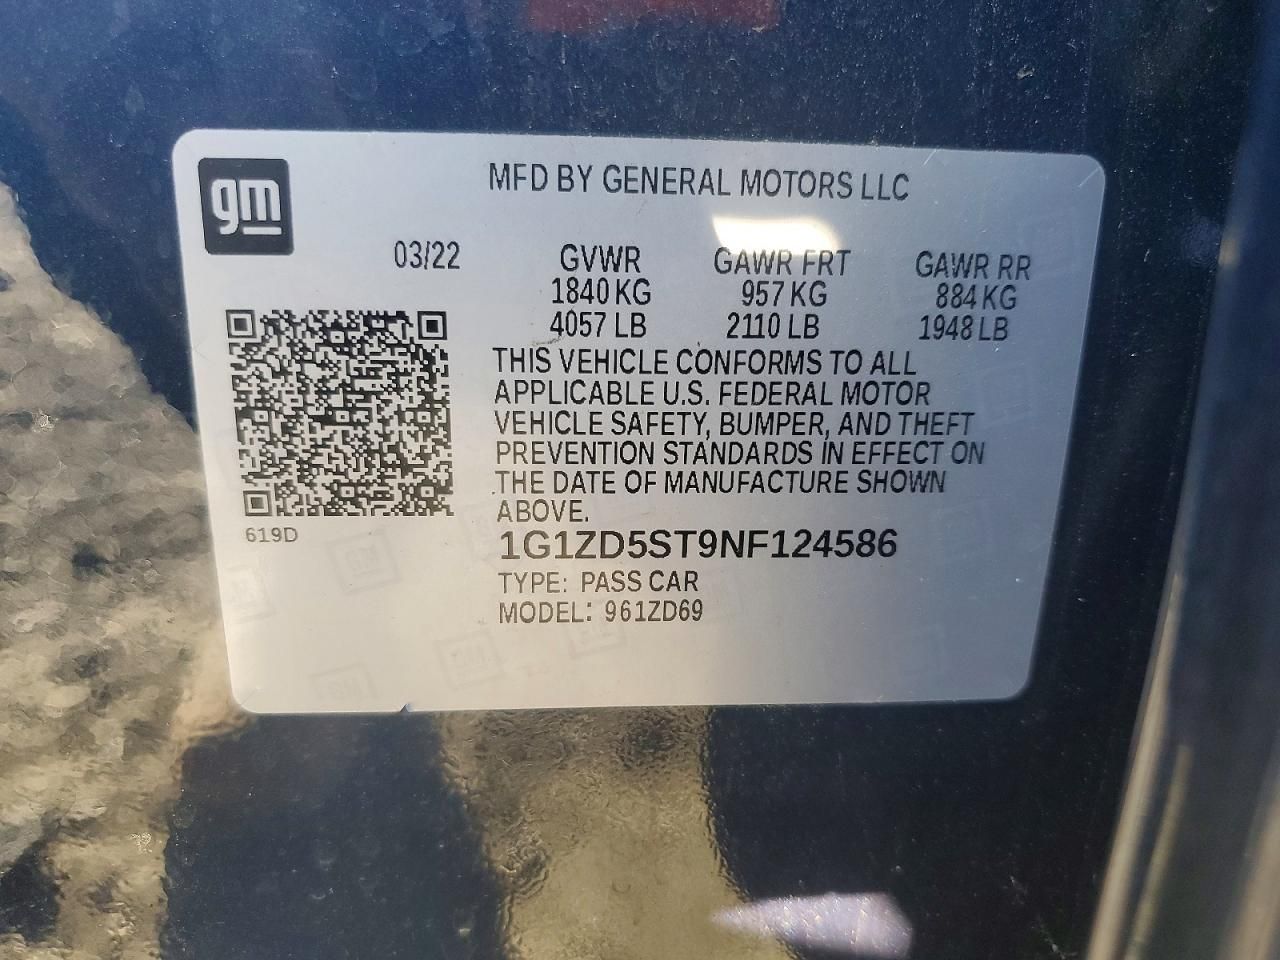 gm
MFD BY GENERAL MOTORS LLC
03/22 GVWR GAWR FRT GAWR RR
1840 KG 957 KG 884 KG
4057 LB 2110 LB 1948 LB
THIS VEHICLE CONFORMS TO ALL
APPLICABLE U.S. FEDERAL MOTOR
VEHICLE SAFETY, BUMPER, AND THEFT
PREVENTION STANDARDS IN EFFECT ON
THE DATE OF MANUFACTURE SHOWN
ABOVE.
619D
1G1ZD5ST9NF124586
TYPE: PASS CAR
MODEL: 961ZD69